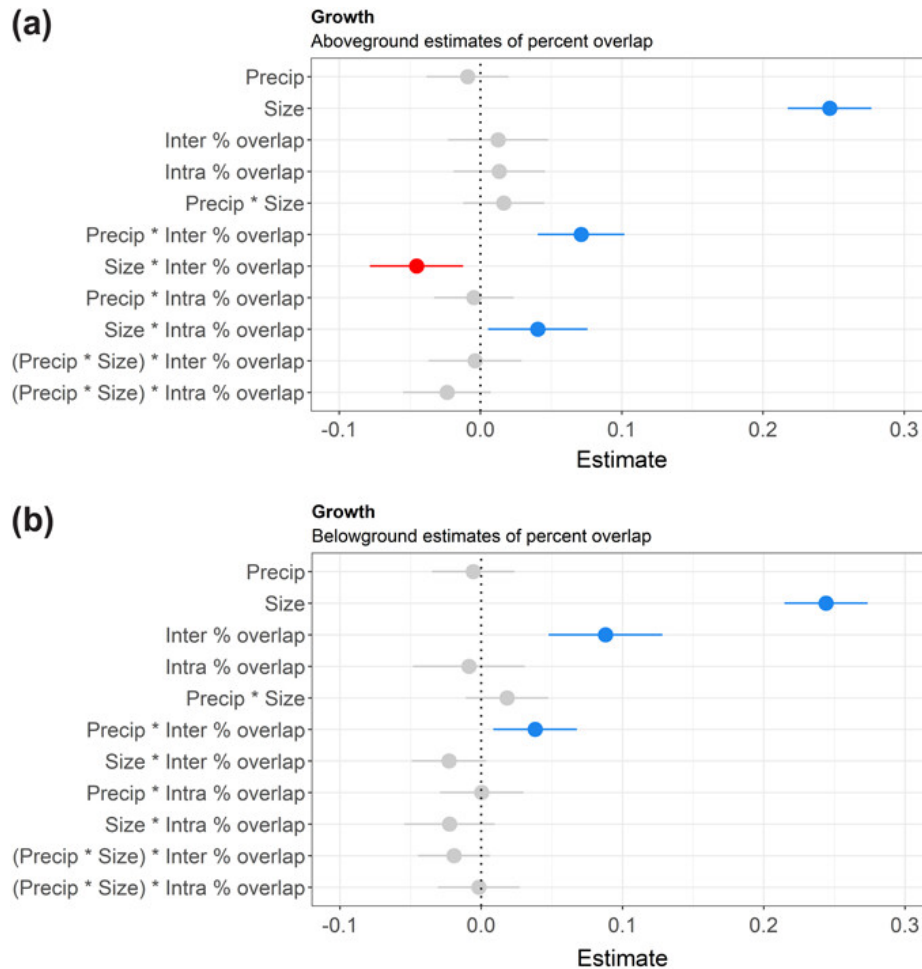 (a)
Growth
Aboveground estimates of percent overlap
Precip
Size
Inter % overlap
Intra % overlap
Precip * Size
Precip * Inter % overlap
Size * Inter % overlap
Precip * Intra % overlap
Size * Intra % overlap
(Precip * Size) * Inter % overlap
(Precip * Size) * Intra % overlap
-0.1 0.0 0.1 0.2 0.3
Estimate
(b)
Growth
Belowground estimates of percent overlap
Precip
Size
Inter % overlap
Intra % overlap
Precip * Size
Precip * Inter % overlap
Size * Inter % overlap
Precip * Intra % overlap
Size * Intra % overlap
(Precip * Size) * Inter % overlap
(Precip * Size) * Intra % overlap
-0.1 0.0 0.1 0.2 0.3
Estimate